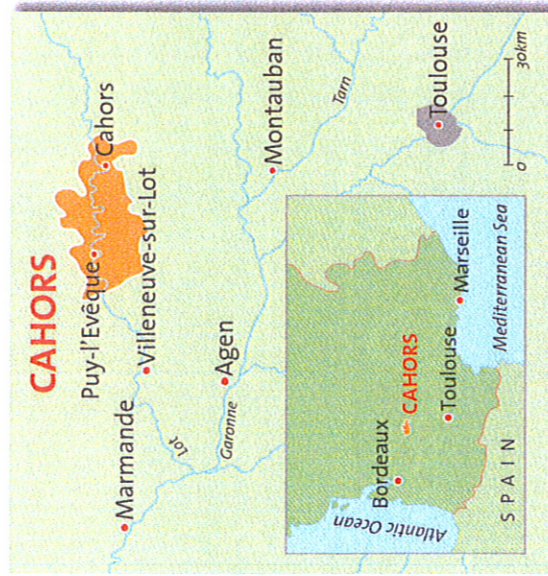 CAHORS
Puy-l'Evêque
Cahors
Marmande
Villeneuve-sur-Lot
Lot
Agen
Garonne
Montauban
Tarn
Toulouse
0
30km
Bordeaux
CAHORS
Toulouse
Marseille
Atlantic Ocean
Mediterranean Sea
SPAIN